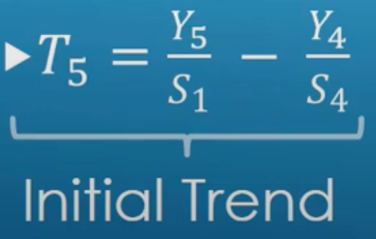 ▶T₅ = Y₅/S₁ − Y₄/S₄
Initial Trend